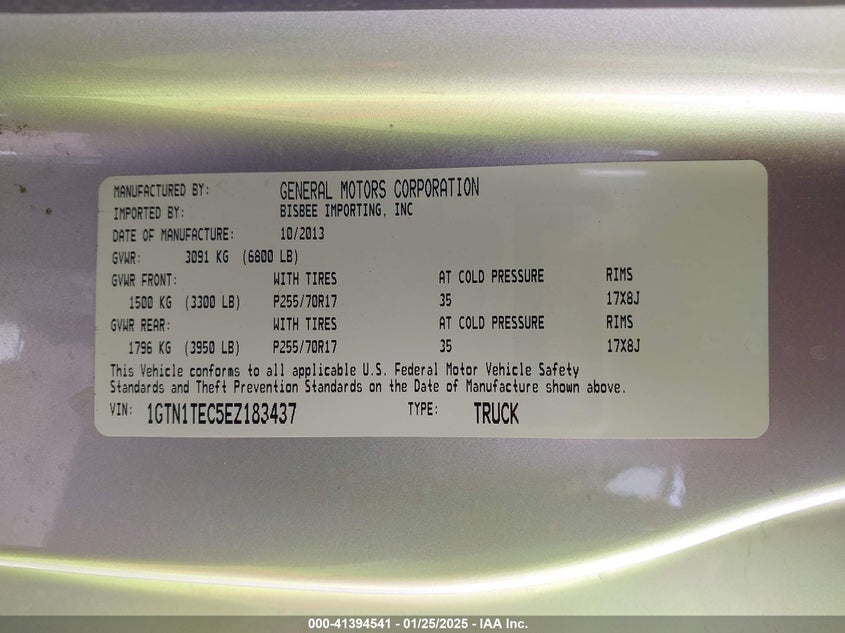 MANUFACTURED BY: GENERAL MOTORS CORPORATION
IMPORTED BY: BISBEE IMPORTING, INC
DATE OF MANUFACTURE: 10/2013
GVWR: 3091 KG (6800 LB)
GVWR FRONT: WITH TIRES AT COLD PRESSURE RIMS
1500 KG (3300 LB) P255/70R17 35 17X8J
GVWR REAR: WITH TIRES AT COLD PRESSURE RIMS
1796 KG (3950 LB) P255/70R17 35 17X8J
This Vehicle conforms to all applicable U.S. Federal Motor Vehicle Safety
Standards and Theft Prevention Standards on the Date of Manufacture shown above.
VIN: 1GTN1TEC5EZ183437 TYPE: TRUCK
000-41394541 - 01/25/2025 - IAA Inc.